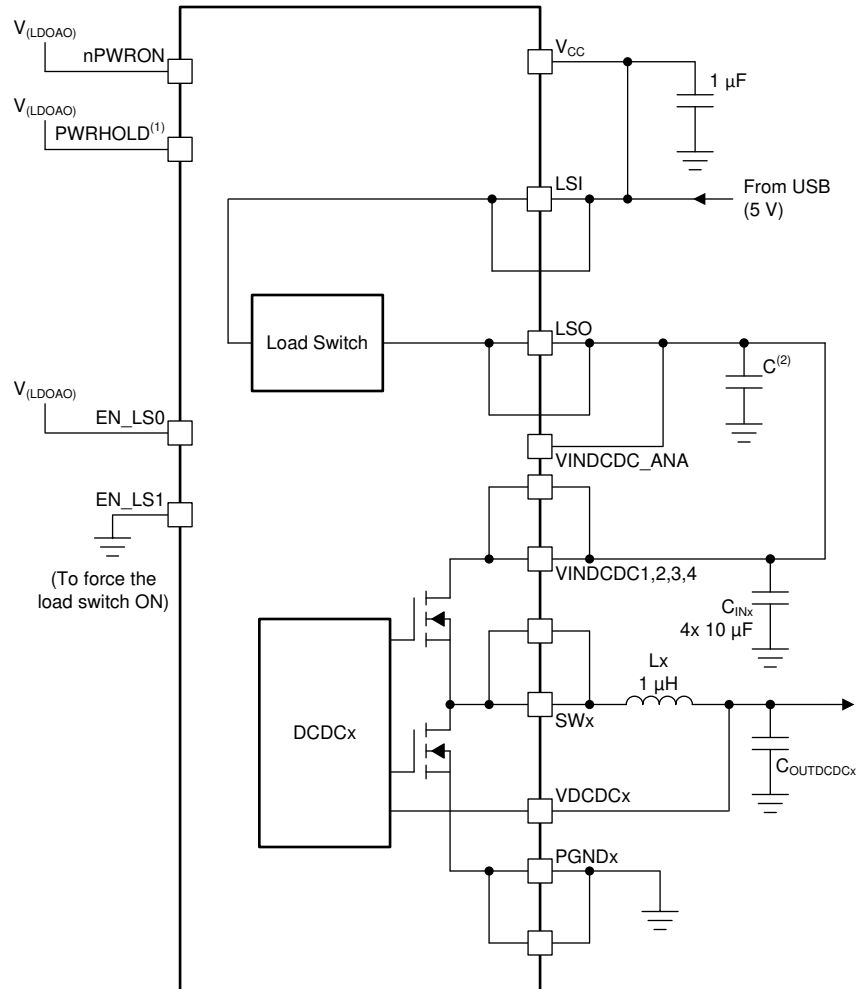 V(LDOAO)
nPWRON
V(LDOAO)
PWRHOLD(1)
VCC
1 µF
LSI
From USB
(5 V)
Load Switch
LSO
C(2)
V(LDOAO)
EN_LS0
VINDCDC_ANA
EN_LS1
(To force the
load switch ON)
VINDCDC1,2,3,4
CINx
4x 10 µF
Lx
1 µH
DCDCx
SWx
COUTDCDCx
VDCDCx
PGNDx